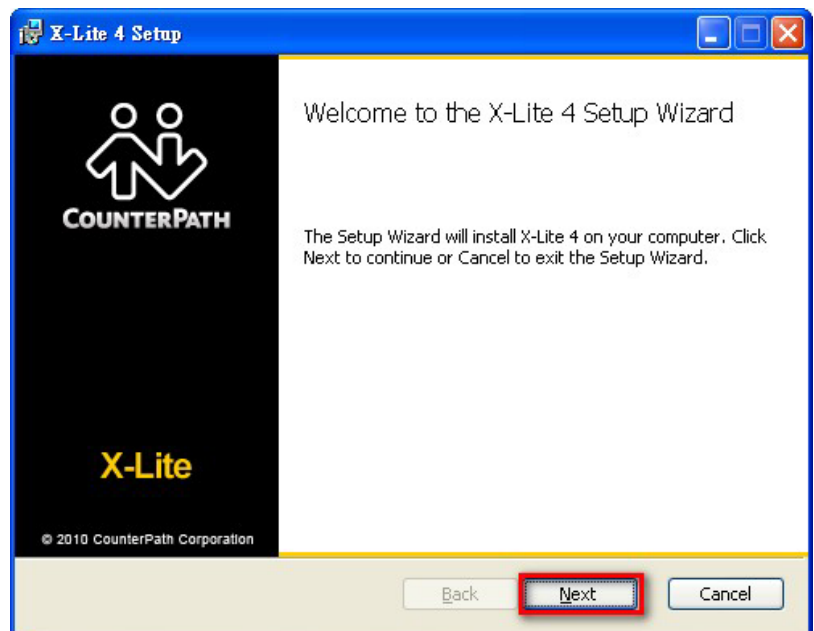 X-Lite 4 Setup
COUNTERPATH
X-Lite
© 2010 CounterPath Corporation
Welcome to the X-Lite 4 Setup Wizard
The Setup Wizard will install X-Lite 4 on your computer. Click
Next to continue or Cancel to exit the Setup Wizard.
Back Next Cancel